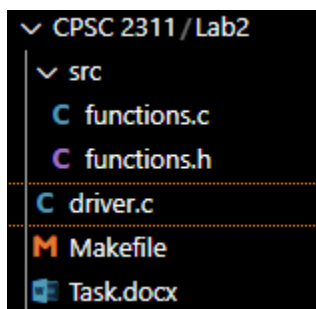 CPSC 2311/Lab2
src
C functions.c
C functions.h
C driver.c
M Makefile
Task.docx